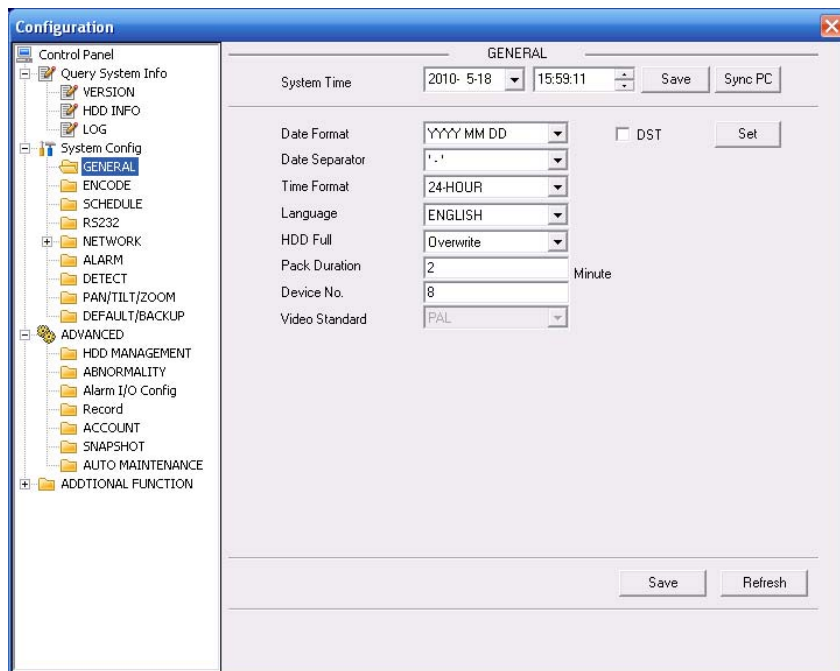 Configuration
Control Panel
Query System Info
VERSION
HDD INFO
LOG
System Config
GENERAL
ENCODE
SCHEDULE
RS232
NETWORK
ALARM
DETECT
PAN/TILT/ZOOM
DEFAULT/BACKUP
ADVANCED
HDD MANAGEMENT
ABNORMALITY
Alarm I/O Config
Record
ACCOUNT
SNAPSHOT
AUTO MAINTENANCE
ADDTIONAL FUNCTION
GENERAL
System Time 2010- 5-18 15:59:11 Save Sync PC
Date Format YYYY MM DD DST Set
Date Separator '-'
Time Format 24-HOUR
Language ENGLISH
HDD Full Overwrite
Pack Duration 2 Minute
Device No. 8
Video Standard PAL
Save Refresh